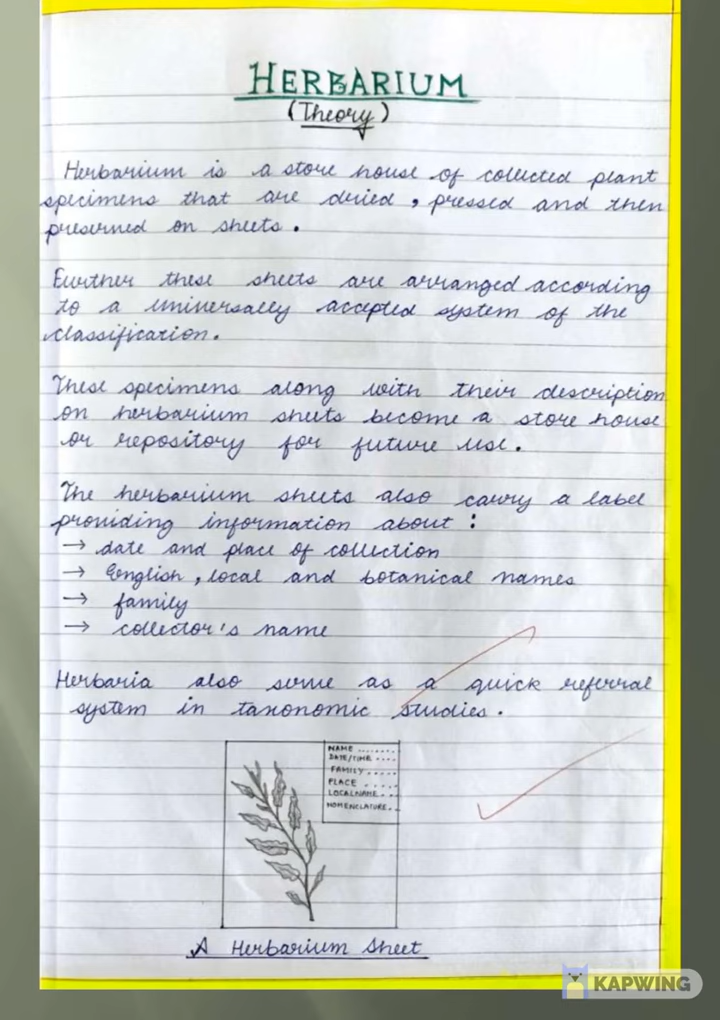 HERBARIUM
(Theory)
Herbarium is a store house of collected plant
specimens that are dried, pressed and then
preserved on sheets.
Further these sheets are arranged according
to a universally accepted system of the
classification.
These specimens along with their description
on herbarium sheets become a store house
or repository for future use.
The herbarium sheets also carry a label
providing information about :
→ date and place of collection
→ English, local and botanical names
→ family
→ collector's name
Herbaria also serve as a quick referral
system in taxonomic studies.
NAME .......
DATE/TIME ....
FAMILY .....
PLACE .....
LOCALNAME ...
NOMENCLATURE ..
A Herbarium Sheet
KAPWING